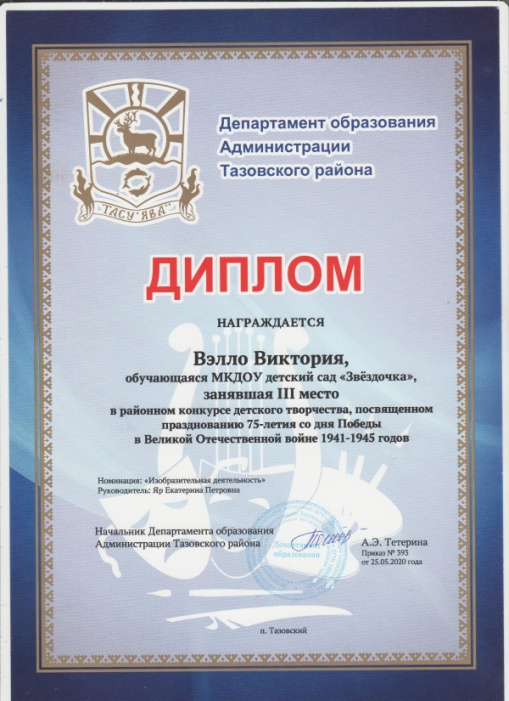 "ТАСУ'ЯВА"
Департамент образования
Администрации
Тазовского района
ДИПЛОМ
НАГРАЖДАЕТСЯ
Вэлло Виктория,
обучающаяся МКДОУ детский сад «Звёздочка»,
занявшая III место
в районном конкурсе детского творчества, посвященном
празднованию 75-летия со дня Победы
в Великой Отечественной войне 1941-1945 годов
Номинация: «Изобразительная деятельность»
Руководитель: Яр Екатерина Петровна
Начальник Департамента образования
Администрации Тазовского района
Департамент
образования
А.Э. Тетерина
Приказ № 393
от 25.05.2020 года
п. Тазовский